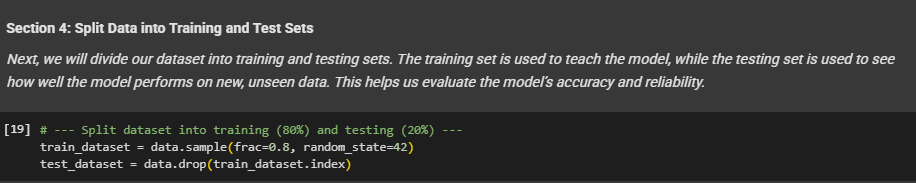 Section 4: Split Data into Training and Test Sets
Next, we will divide our dataset into training and testing sets. The training set is used to teach the model, while the testing set is used to see
how well the model performs on new, unseen data. This helps us evaluate the model's accuracy and reliability.
[19] # --- Split dataset into training (80%) and testing (20%) ---
train_dataset = data.sample(frac=0.8, random_state=42)
test_dataset = data.drop(train_dataset.index)